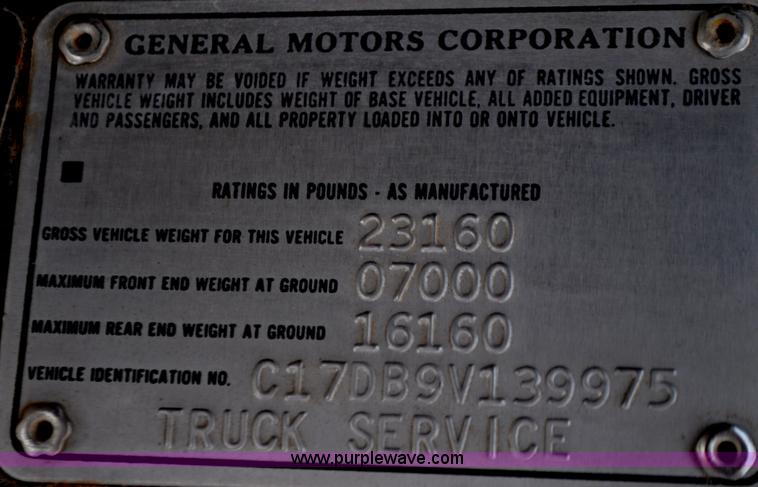 GENERAL MOTORS CORPORATION
WARRANTY MAY BE VOIDED IF WEIGHT EXCEEDS ANY OF RATINGS SHOWN. GROSS
VEHICLE WEIGHT INCLUDES WEIGHT OF BASE VEHICLE, ALL ADDED EQUIPMENT, DRIVER
AND PASSENGERS, AND ALL PROPERTY LOADED INTO OR ONTO VEHICLE.
RATINGS IN POUNDS - AS MANUFACTURED
GROSS VEHICLE WEIGHT FOR THIS VEHICLE 23160
MAXIMUM FRONT END WEIGHT AT GROUND 07000
MAXIMUM REAR END WEIGHT AT GROUND 16160
VEHICLE IDENTIFICATION NO. C17DB9V139975
TRUCK SERVICE
www.purplewave.com